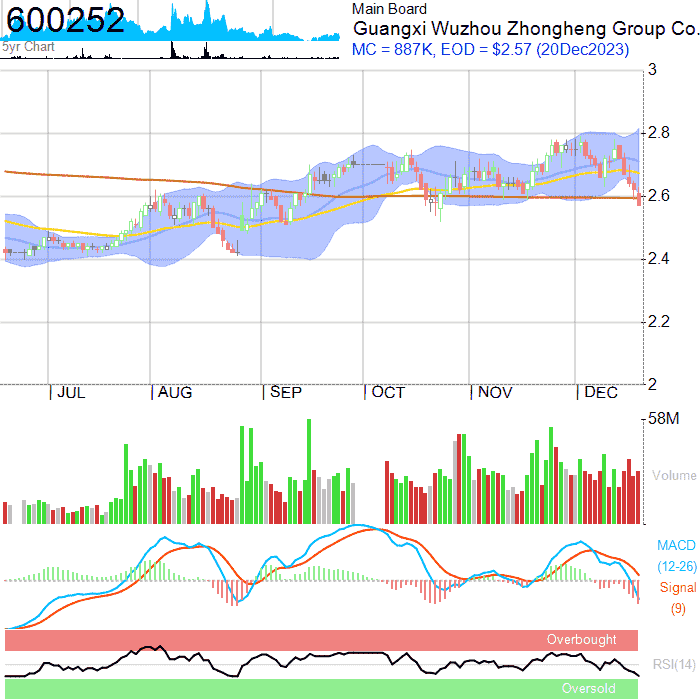 600252
5yr Chart
Main Board
Guangxi Wuzhou Zhongheng Group Co.
MC = 887K, EOD = $2.57 (20Dec2023)
3
2.8
2.6
2.4
2.2
2
JUL AUG SEP OCT NOV DEC
58M
Volume
MACD
(12-26)
Signal
(9)
Overbought
RSI(14)
Oversold